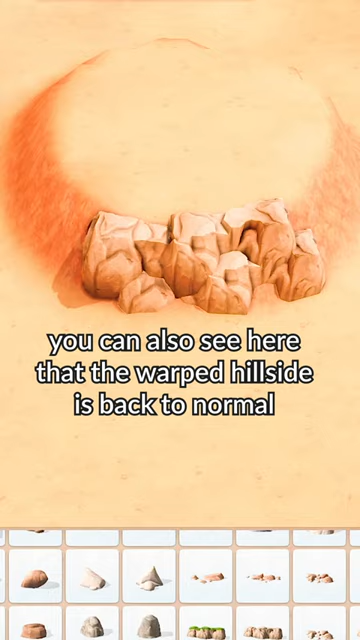 you can also see here
that the warped hillside
is back to normal